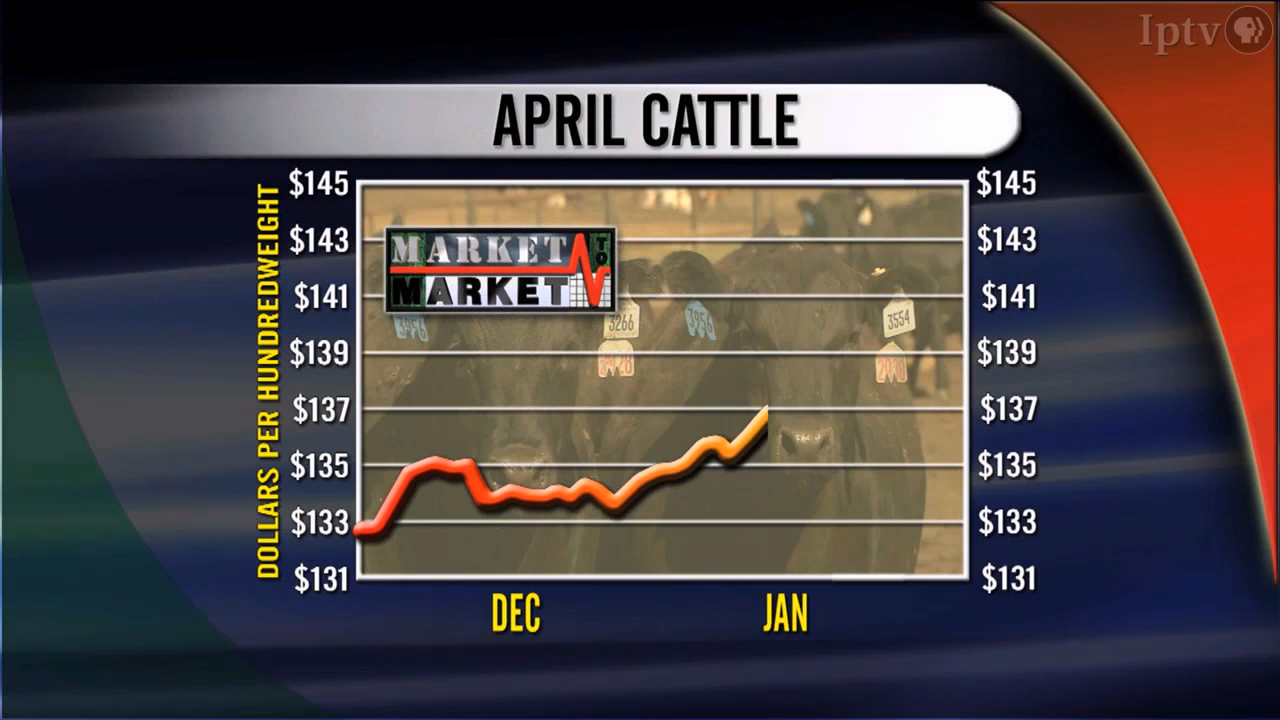 Iptv
APRIL CATTLE
DOLLARS PER HUNDREDWEIGHT
$145 $145
$143 $143
MARKET TO
MARKET
$141 $141
3956 3266 3956 3554
$139 $139
$137 $137
$135 $135
$133 $133
$131 $131
DEC JAN